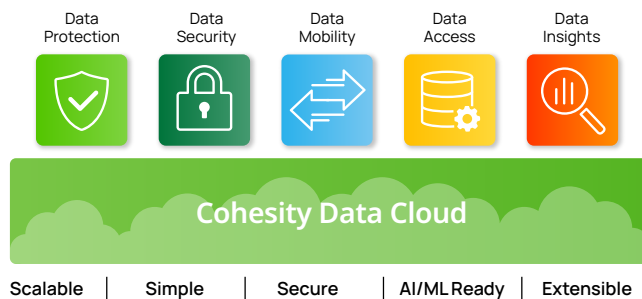 Data
Protection
Data
Security
Data
Mobility
Data
Access
Data
Insights
Cohesity Data Cloud
Scalable | Simple | Secure | AI/ML Ready | Extensible